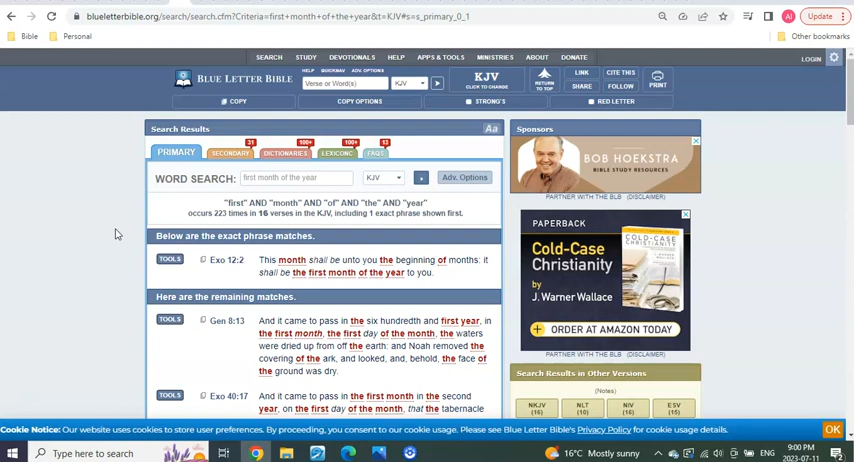 blueletterbible.org/search/search.cfm?Criteria=first+month+of+the+year&t=KJV#s=s_primary_0_1
AI
Update
Bible
Personal
Other bookmarks
SEARCH STUDY DEVOTIONALS HELP APPS & TOOLS MINISTRIES ABOUT DONATE
LOGIN
BLUE LETTER BIBLE
HELP QUICKNAV ADV. OPTIONS
Verse or Word(s)
KJV
KJV
CLICK TO CHANGE
RETURN
TO TOP
LINK
CITE THIS
SHARE
FOLLOW
PRINT
COPY
COPY OPTIONS
STRONG'S
RED LETTER
Search Results
Aa
PRIMARY
SECONDARY
31
DICTIONARIES
100+
LEXICONC
100+
FAQS
13
WORD SEARCH:
first month of the year
KJV
Adv. Options
"first" AND "month" AND "of" AND "the" AND "year"
occurs 223 times in 16 verses in the KJV, including 1 exact phrase shown first.
Below are the exact phrase matches.
TOOLS
Exo 12:2
This month shall be unto you the beginning of months: it
shall be the first month of the year to you.
Here are the remaining matches.
TOOLS
Gen 8:13
And it came to pass in the six hundredth and first year, in
the first month, the first day of the month, the waters
were dried up from off the earth: and Noah removed the
covering of the ark, and looked, and, behold, the face of
the ground was dry.
TOOLS
Exo 40:17
And it came to pass in the first month in the second
year, on the first day of the month, that the tabernacle
Sponsors
BOB HOEKSTRA
BIBLE STUDY RESOURCES
PARTNER WITH THE BLB (DISCLAIMER)
PAPERBACK
Cold-Case
Christianity
by
J. Warner Wallace
ORDER AT AMAZON TODAY
PARTNER WITH THE BLB (DISCLAIMER)
Search Results in Other Versions
(Notes)
NKJV
(16)
NLT
(10)
NIV
(16)
ESV
(15)
Cookie Notice: Our website uses cookies to store user preferences. By proceeding, you consent to our cookie usage. Please see Blue Letter Bible's Privacy Policy for cookie usage details.
OK
Type here to search
16°C Mostly sunny
ENG
9:00 PM
2023-07-11